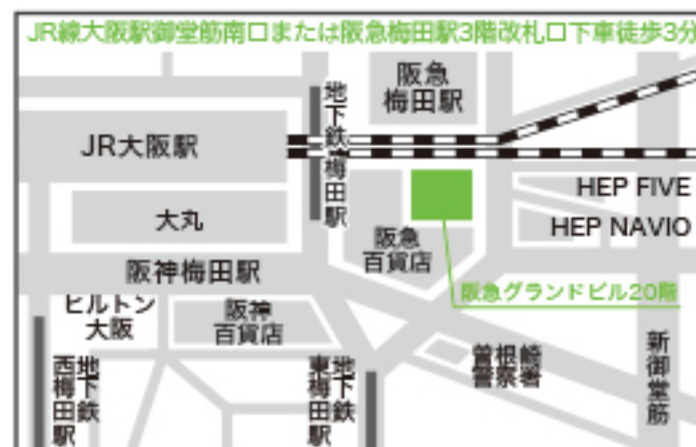 JR線大阪駅御堂筋南口または阪急梅田駅3階改札口下車徒歩3分
阪急
梅田駅
地下鉄梅田駅
JR大阪駅
HEP FIVE
大丸
HEP NAVIO
阪急
百貨店
阪神梅田駅
阪急グランドビル20階
ヒルトン
大阪
阪神
百貨店
曽根崎
警察署
新御堂筋
地下鉄
西梅田駅
地下鉄
東梅田駅